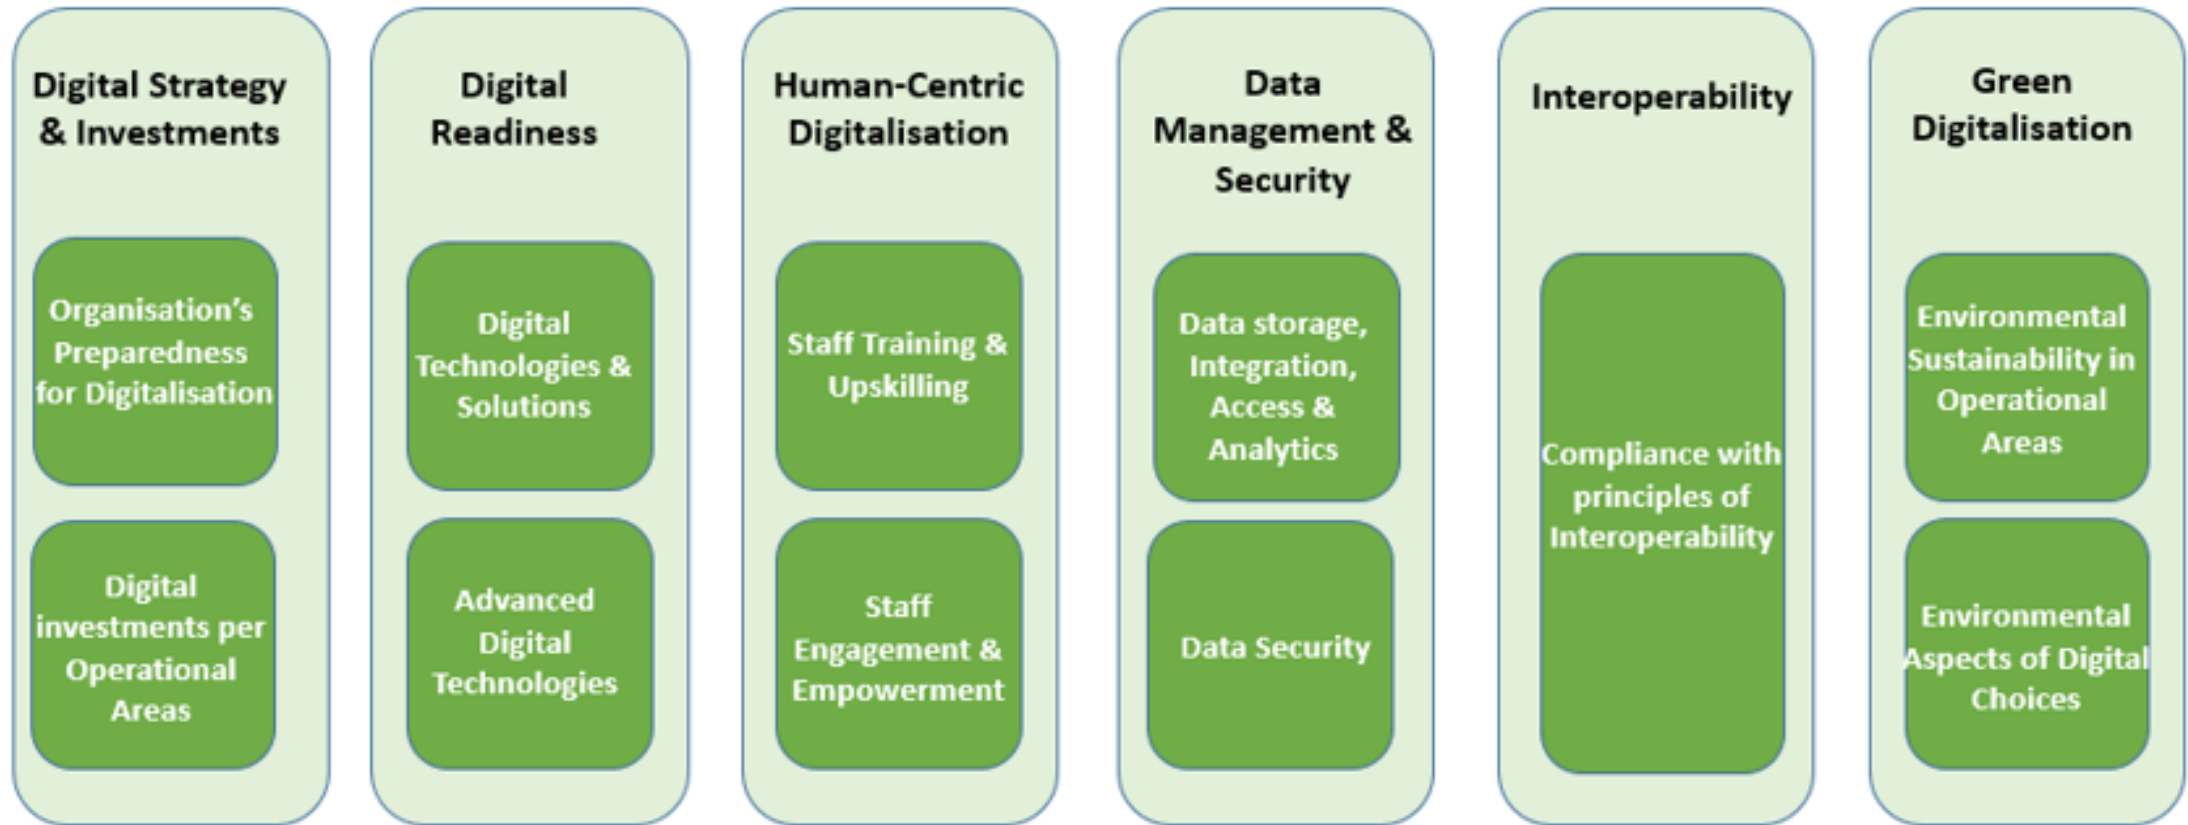 Digital Strategy
& Investments
Organisation’s
Preparedness
for Digitalisation
Digital
investments per
Operational
Areas
Digital
Readiness
Digital
Technologies &
Solutions
Advanced
Digital
Technologies
Human-Centric
Digitalisation
Staff Training &
Upskilling
Staff
Engagement &
Empowerment
Data
Management &
Security
Data storage,
Integration,
Access &
Analytics
Data Security
Interoperability
Compliance with
principles of
Interoperability
Green
Digitalisation
Environmental
Sustainability in
Operational
Areas
Environmental
Aspects of Digital
Choices